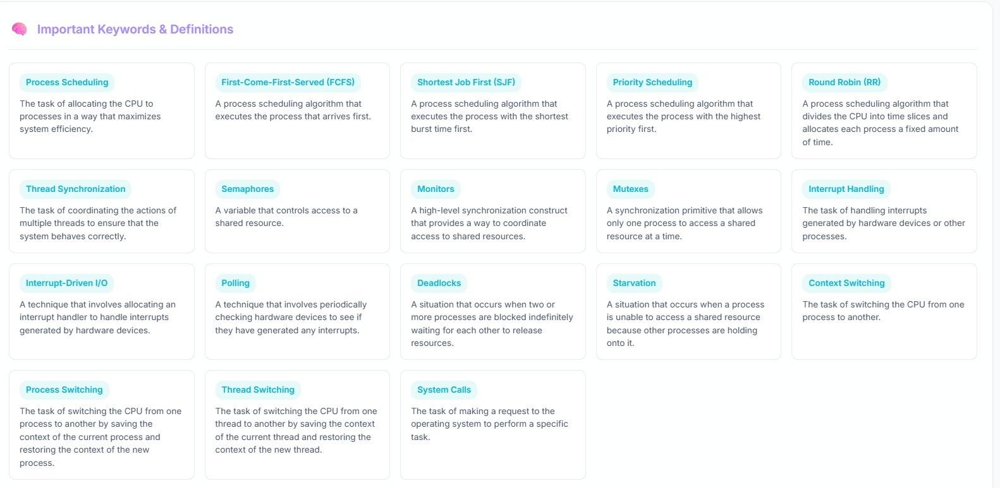 Important Keywords & Definitions
Process Scheduling
The task of allocating the CPU to
processes in a way that maximizes
system efficiency.
First-Come-First-Served (FCFS)
A process scheduling algorithm that
executes the process that arrives first.
Shortest Job First (SJF)
A process scheduling algorithm that
executes the process with the shortest
burst time first.
Priority Scheduling
A process scheduling algorithm that
executes the process with the highest
priority first.
Round Robin (RR)
A process scheduling algorithm that
divides the CPU into time slices and
allocates each process a fixed amount
of time.
Thread Synchronization
The task of coordinating the actions of
multiple threads to ensure that the
system behaves correctly.
Semaphores
A variable that controls access to a
shared resource.
Monitors
A high-level synchronization construct
that provides a way to coordinate
access to shared resources.
Mutexes
A synchronization primitive that allows
only one process to access a shared
resource at a time.
Interrupt Handling
The task of handling interrupts
generated by hardware devices or other
processes.
Interrupt-Driven I/O
A technique that involves allocating an
interrupt handler to handle interrupts
generated by hardware devices.
Polling
A technique that involves periodically
checking hardware devices to see if
they have generated any interrupts.
Deadlocks
A situation that occurs when two or
more processes are blocked indefinitely
waiting for each other to release
resources.
Starvation
A situation that occurs when a process
is unable to access a shared resource
because other processes are holding
onto it.
Context Switching
The task of switching the CPU from one
process to another.
Process Switching
The task of switching the CPU from one
process to another by saving the
context of the current process and
restoring the context of the new
process.
Thread Switching
The task of switching the CPU from one
thread to another by saving the context
of the current thread and restoring the
context of the new thread.
System Calls
The task of making a request to the
operating system to perform a specific
task.